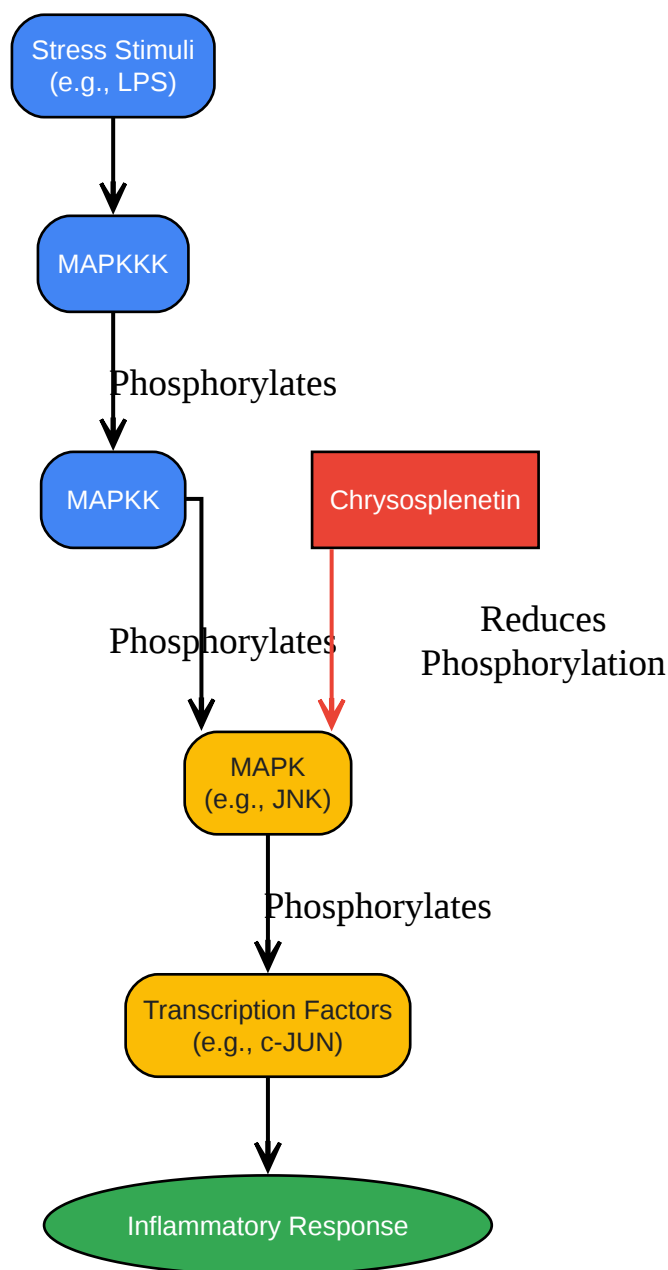 Stress Stimuli
(e.g., LPS)
MAPKKK
Phosphorylates
MAPKK
Chrysosplenetin
Phosphorylates
Reduces
Phosphorylation
MAPK
(e.g., JNK)
Phosphorylates
Transcription Factors
(e.g., c-JUN)
Inflammatory Response